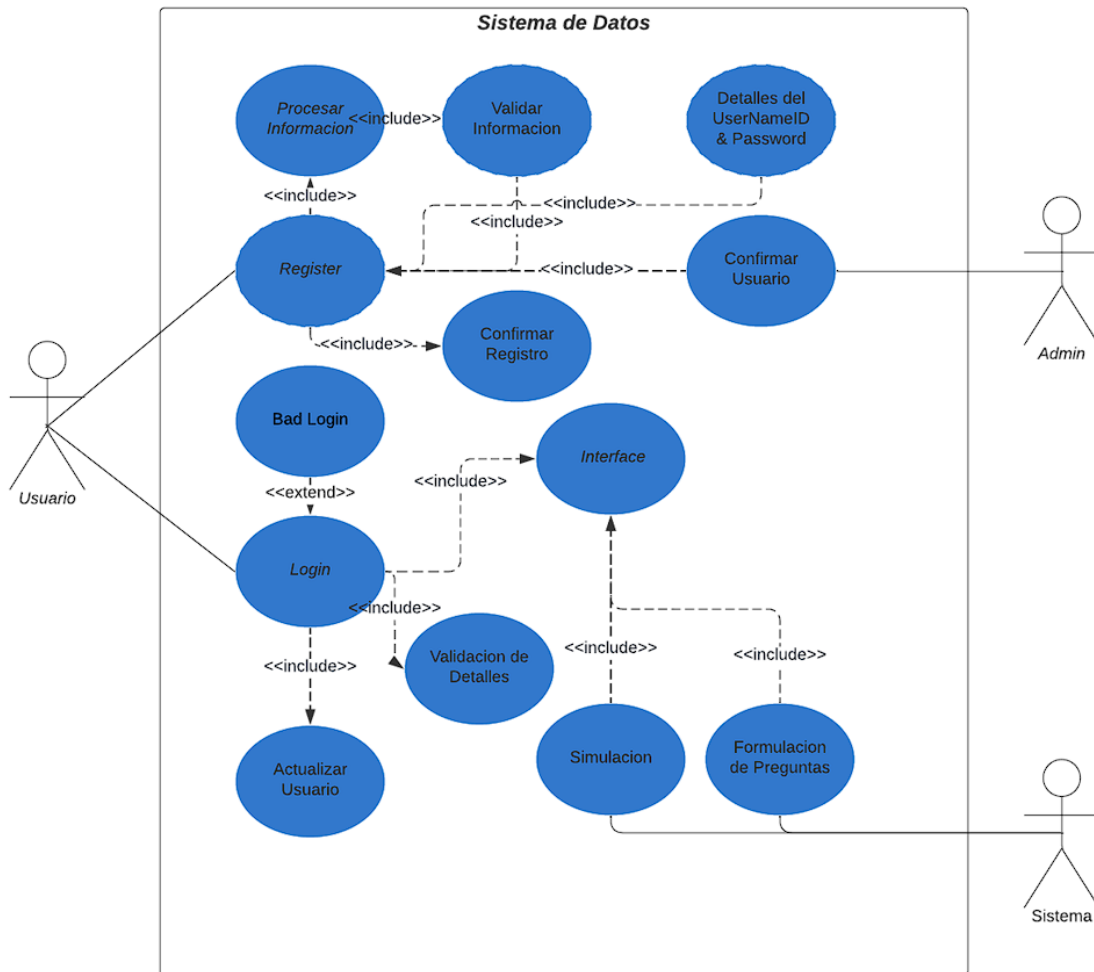 Sistema de Datos
Procesar
Informacion
<<include>>
Validar
Informacion
Detalles del
UserNameID
& Password
<<include>>
<<include>>
<<include>>
Register
<<include>>
Confirmar
Usuario
Admin
<<include>>
Confirmar
Registro
Bad Login
<<extend>>
Usuario
Interface
<<include>>
Login
<<include>>
<<include>>
Validacion de
Detalles
<<include>>
<<include>>
Actualizar
Usuario
Simulacion
Formulacion
de Preguntas
Sistema